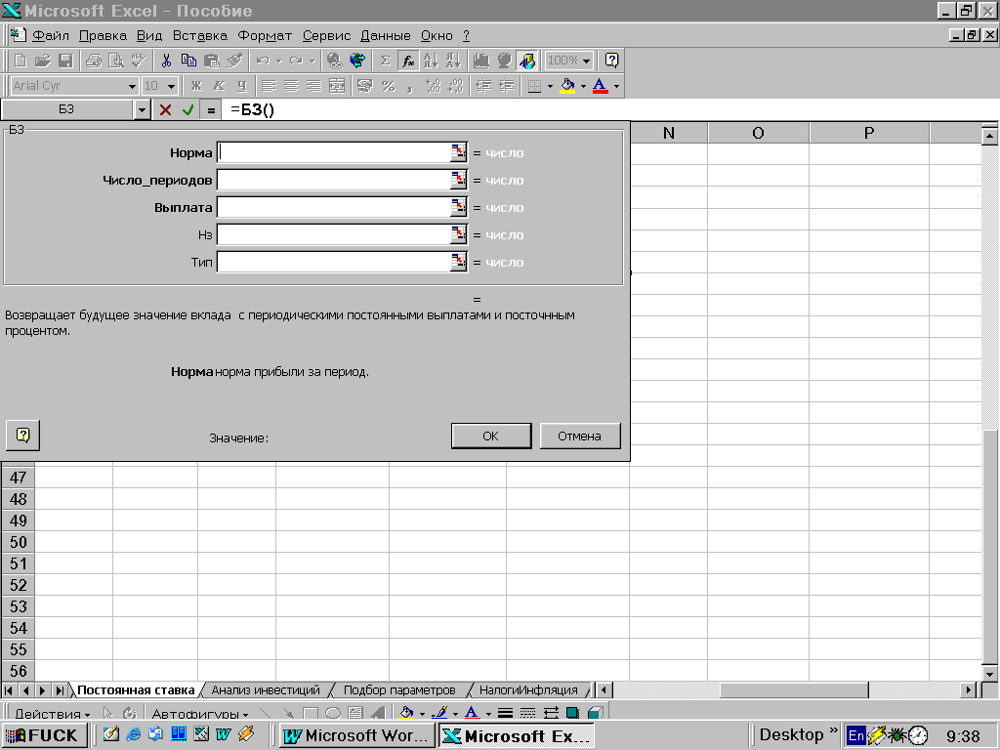 Microsoft Excel - Пособие
Файл Правка Вид Вставка Формат Сервис Данные Окно ?
100%
Arial Cyr 10 Ж К Ч
БЗ =БЗ()
БЗ
Норма = число
Число_периодов = число
Выплата = число
Нз = число
Тип = число
=
Возвращает будущее значение вклада с периодическими постоянными выплатами и посточнным
процентом.
Норма норма прибыли за период.
Значение: ОК Отмена
N O P
47
48
49
50
51
52
53
54
55
56
Постоянная ставка Анализ инвестиций Подбор параметров НалогиИнфляция
Действия Автофигуры
FUCK Microsoft Wor... Microsoft Ex... Desktop » En 9:38